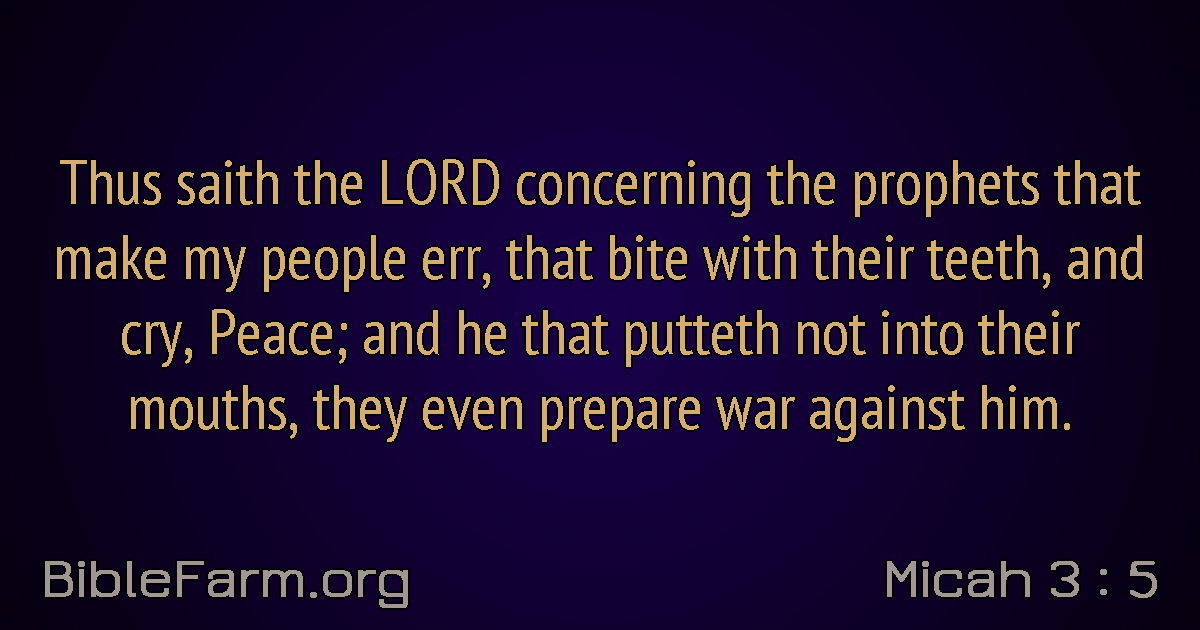 Thus saith the LORD concerning the prophets that
make my people err, that bite with their teeth, and
cry, Peace; and he that putteth not into their
mouths, they even prepare war against him.
BibleFarm.org
Micah 3 : 5